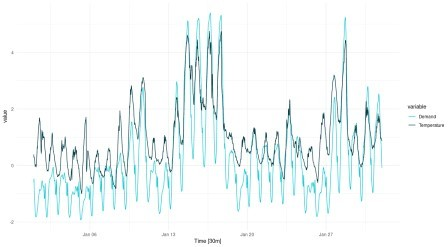 4
2
0
-2
value
Jan 06
Jan 13
Jan 20
Jan 27
Time [30m]
variable
Demand
Temperature